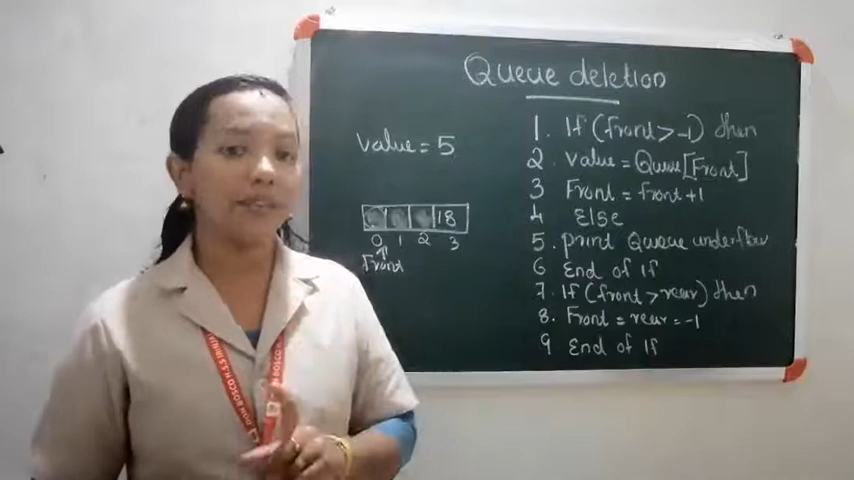 Queue deletion
value = 5
18
0 1 2 3
Front
1. If (front > -1) then
2 value = Queue[Front]
3 Front = front + 1
4 Else
5. print Queue underflow
6 End of if
7 If (front > rear) then
8. Front = rear = -1
9 End of if
DON BOSCO